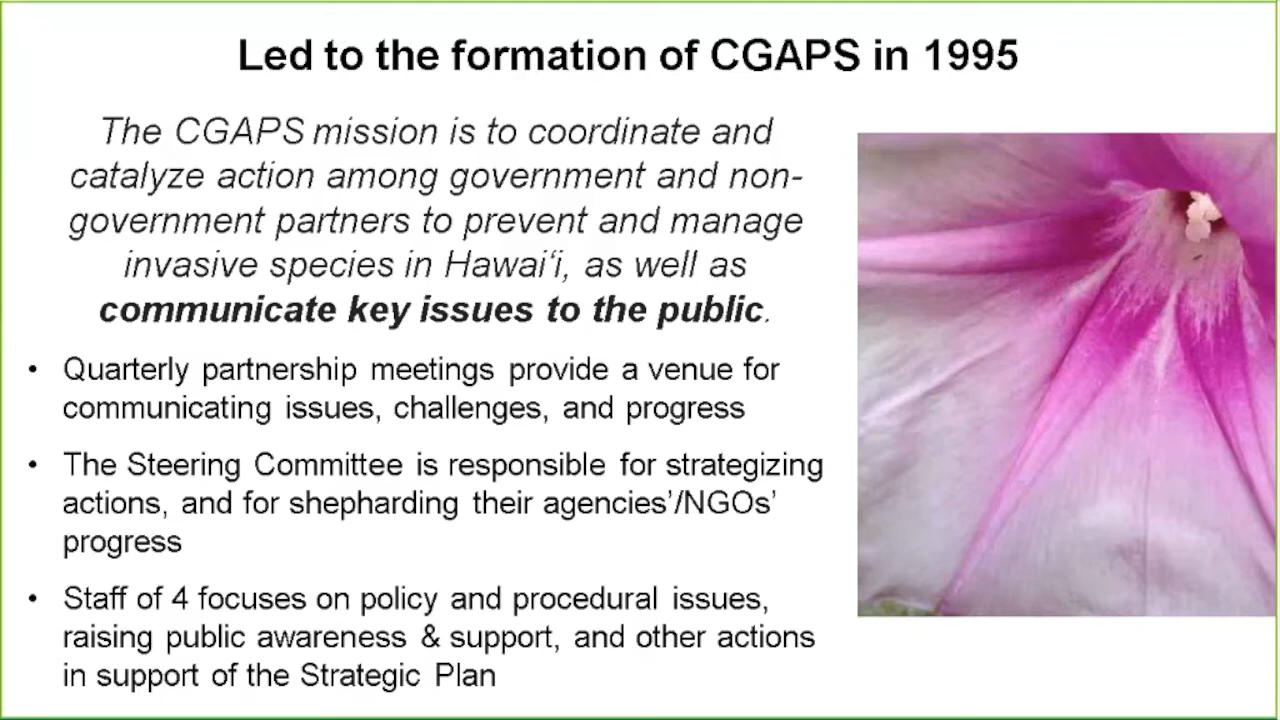 Led to the formation of CGAPS in 1995
The CGAPS mission is to coordinate and
catalyze action among government and non-
government partners to prevent and manage
invasive species in Hawai‘i, as well as
communicate key issues to the public.
• Quarterly partnership meetings provide a venue for
communicating issues, challenges, and progress
• The Steering Committee is responsible for strategizing
actions, and for shepharding their agencies’/NGOs’
progress
• Staff of 4 focuses on policy and procedural issues,
raising public awareness & support, and other actions
in support of the Strategic Plan